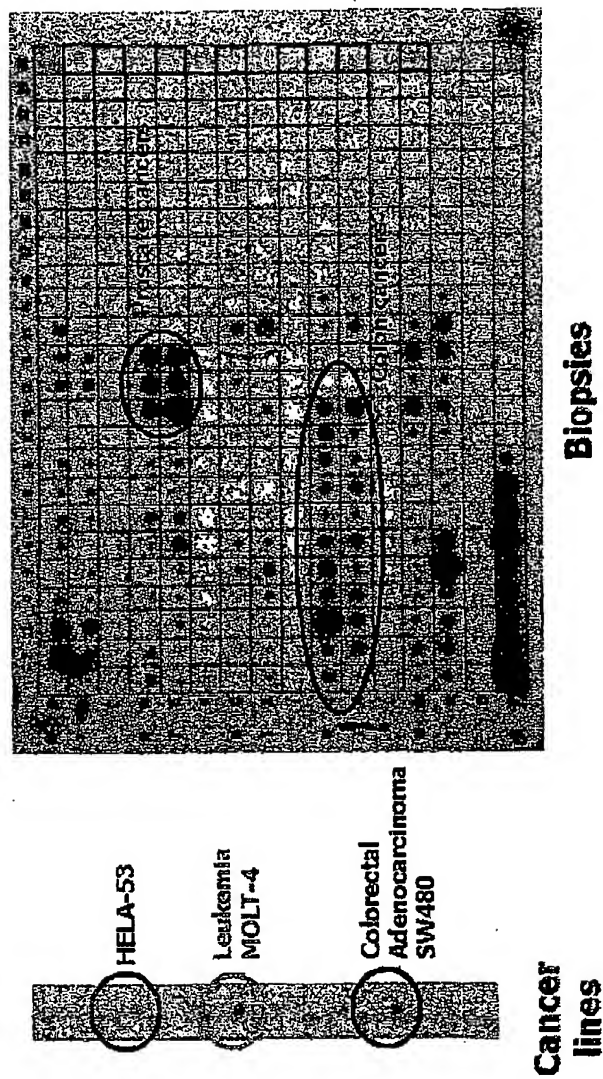 Prostate cancer
Colon cancer
Biopsies
HELA-53
Leukemia
MOLT-4
Colorectal
Adenocarcinoma
SW480
Cancer
lines